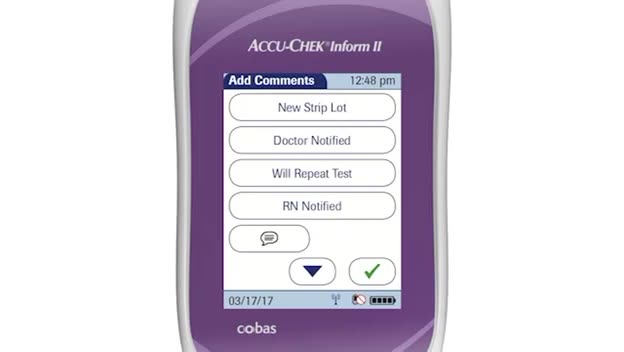 ACCU-CHEK® Inform II
Add Comments 12:48 pm
New Strip Lot
Doctor Notified
Will Repeat Test
RN Notified
03/17/17
cobas